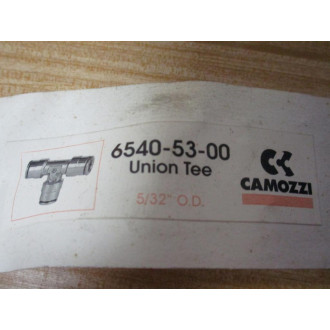 6540-53-00
Union Tee
5/32" O.D.
CAMOZZI